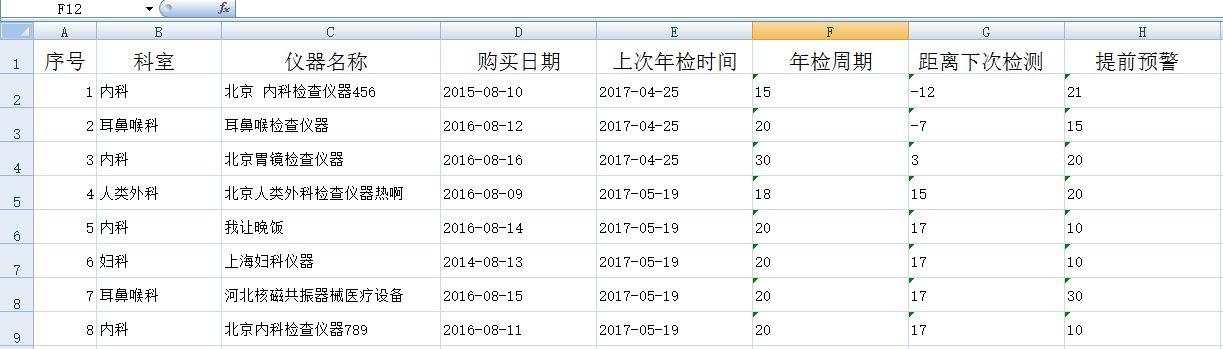 F12 fx
A B C D E F G H
1 序号 科室 仪器名称 购买日期 上次年检时间 年检周期 距离下次检测 提前预警
2 1 内科 北京 内科检查仪器456 2015-08-10 2017-04-25 15 -12 21
3 2 耳鼻喉科 耳鼻喉检查仪器 2016-08-12 2017-04-25 20 -7 15
4 3 内科 北京胃镜检查仪器 2016-08-16 2017-04-25 30 3 20
5 4 人类外科 北京人类外科检查仪器热啊 2016-08-09 2017-05-19 18 15 20
6 5 内科 我让晚饭 2016-08-14 2017-05-19 20 17 10
7 6 妇科 上海妇科仪器 2014-08-13 2017-05-19 20 17 10
8 7 耳鼻喉科 河北核磁共振器械医疗设备 2016-08-15 2017-05-19 20 17 30
9 8 内科 北京内科检查仪器789 2016-08-11 2017-05-19 20 17 10